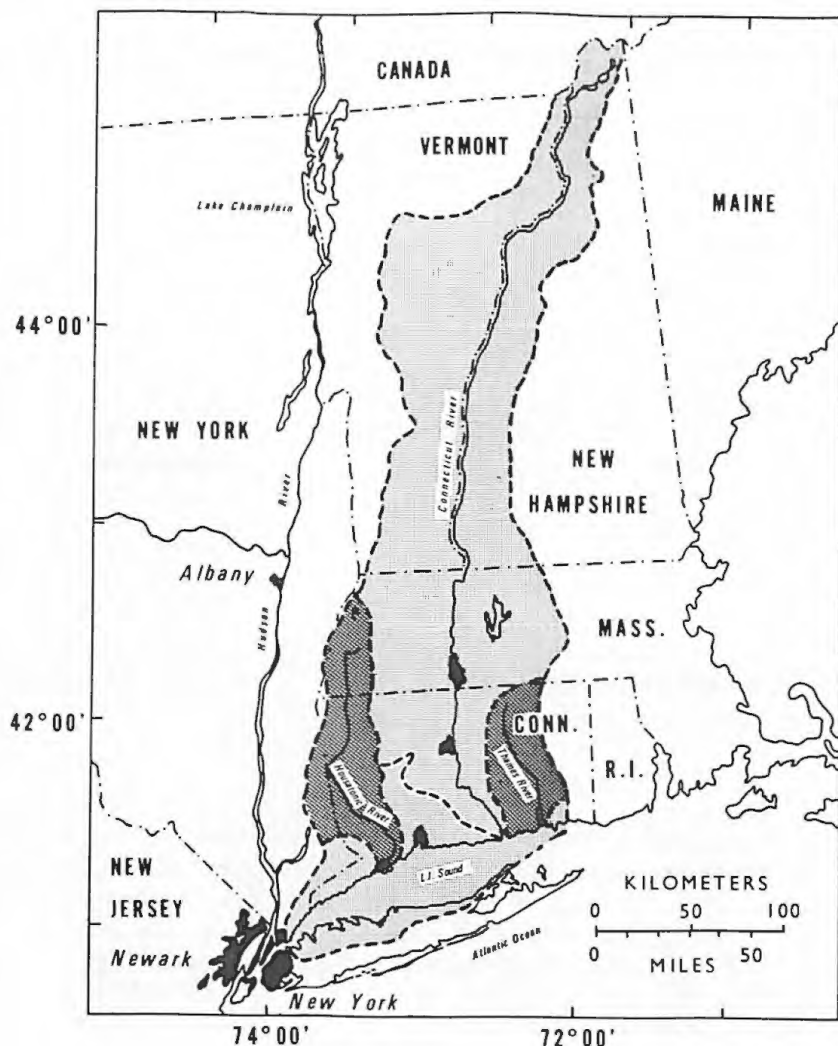 CANADA
VERMONT
Lake Champlain
MAINE
44°00'
NEW YORK
Connecticut River
NEW
HAMPSHIRE
River
Albany
Hudson
MASS.
42°00'
CONN.
Housatonic River
Thames River
R.I.
L.I. Sound
NEW
JERSEY
KILOMETERS
0 50 100
0 50
MILES
Newark
Atlantic Ocean
New York
74°00' 72°00'